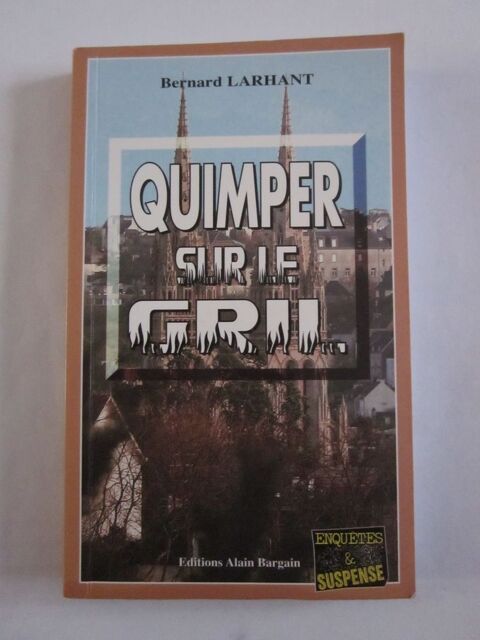 Bernard LARHANT
QUIMPER
SUR LE
GRIL
Editions Alain Bargain
ENQUÊTES
&
SUSPENSE